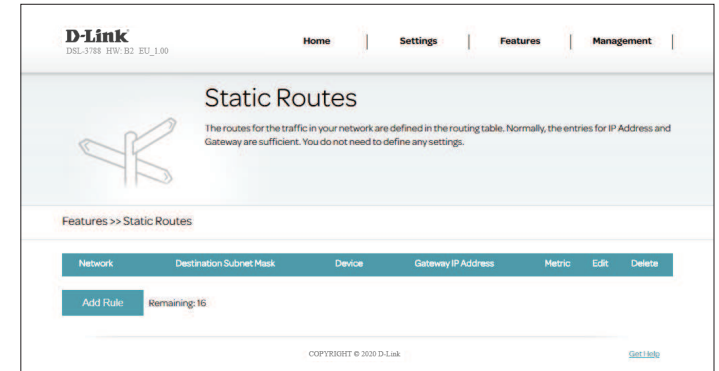 D-Link
DSL-3788 HW: B2 EU_1.00
Home | Settings | Features | Management |
Static Routes
The routes for the traffic in your network are defined in the routing table. Normally, the entries for IP Address and
Gateway are sufficient. You do not need to define any settings.
Features >> Static Routes
Network Destination Subnet Mask Device Gateway IP Address Metric Edit Delete
Add Rule Remaining: 16
COPYRIGHT © 2020 D-Link Get Help